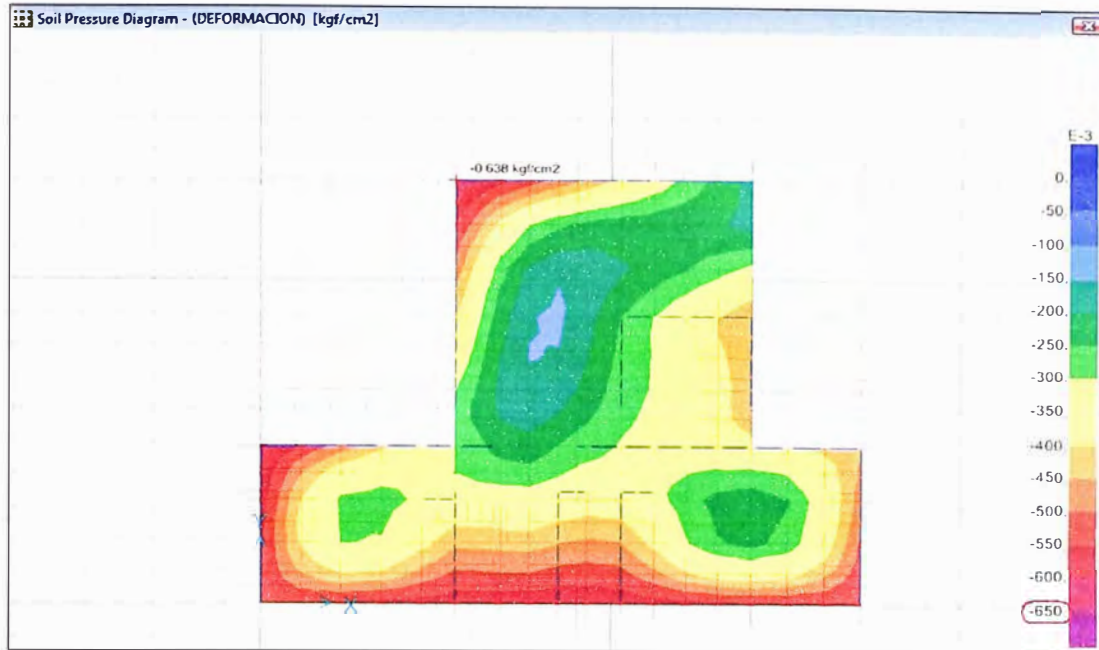 Soil Pressure Diagram - (DEFORMACION) [kgf/cm2]
E-3
-0.638 kgf/cm2
0.
-50.
-100.
-150.
-200.
-250.
-300.
-350.
-400.
-450.
-500.
-550.
-600.
-650.
Y
X